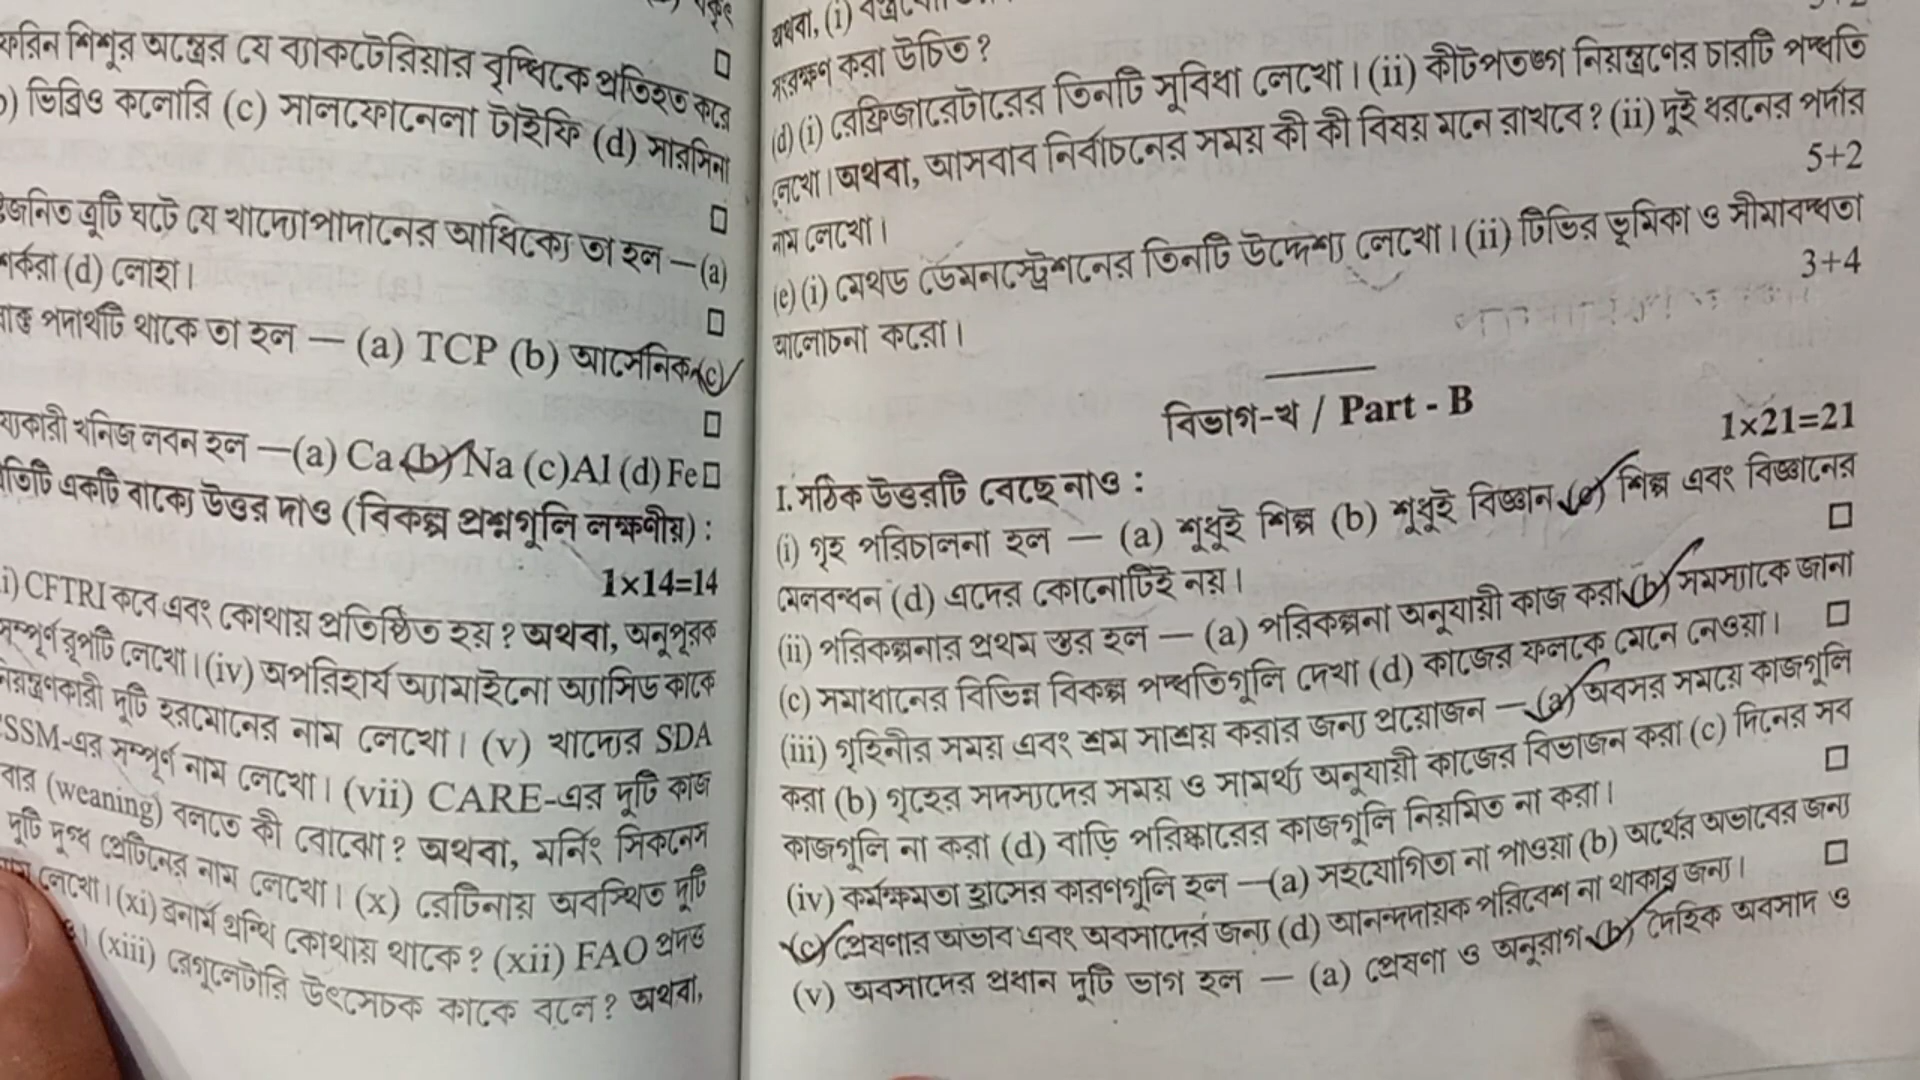 ফরিন শিশুর অন্ত্রের যে ব্যাকটেরিয়ার বৃদ্ধিকে প্রতিহত করে
) ভিব্রিও কলোরি (c) সালফোনেলা টাইফি (d) সারসিনা
জনিত ত্রুটি ঘটে যে খাদ্যোপাদানের আধিক্যে তা হল —(a)
শর্করা (d) লোহা।
পদার্থটি থাকে তা হল — (a) TCP (b) আর্সেনিক (c)
কারী খনিজ লবন হল —(a) Ca (b) Na (c)Al (d) Fe
তিটি একটি বাক্যে উত্তর দাও (বিকল্প প্রশ্নগুলি লক্ষণীয়) :
1×14=14
i) CFTRI কবে এবং কোথায় প্রতিষ্ঠিত হয়? অথবা, অনুপূরক
সম্পূর্ণ রূপটি লেখো। (iv) অপরিহার্য অ্যামাইনো অ্যাসিড কাকে
নিয়ন্ত্রণকারী দুটি হরমোনের নাম লেখো। (v) খাদ্যের SDA
SSM-এর সম্পূর্ণ নাম লেখো। (vii) CARE-এর দুটি কাজ
বার (weaning) বলতে কী বোঝো? অথবা, মর্নিং সিকনেস
দুটি দুগ্ধ প্রোটিনের নাম লেখো। (x) রেটিনায় অবস্থিত দুটি
লেখো। (xi) ব্রনার্স গ্রন্থি কোথায় থাকে? (xii) FAO প্রদত্ত
। (xiii) রেগুলেটারি উৎসেচক কাকে বলে? অথবা,
অথবা, (i)
সংরক্ষণ করা উচিত?
(d) (i) রেফ্রিজারেটারের তিনটি সুবিধা লেখো। (ii) কীটপতঙ্গ নিয়ন্ত্রণের চারটি পদ্ধতি
লেখো। অথবা, আসবাব নির্বাচনের সময় কী কী বিষয় মনে রাখবে? (ii) দুই ধরনের পর্দার
নাম লেখো। 5+2
(e) (i) মেথড ডেমনস্ট্রেশনের তিনটি উদ্দেশ্য লেখো। (ii) টিভির ভূমিকা ও সীমাবদ্ধতা
আলোচনা করো। 3+4
বিভাগ-খ / Part - B
I. সঠিক উত্তরটি বেছে নাও : 1×21=21
(i) গৃহ পরিচালনা হল — (a) শুধুই শিল্প (b) শুধুই বিজ্ঞান (c) শিল্প এবং বিজ্ঞানের
মেলবন্ধন (d) এদের কোনোটিই নয়।
(ii) পরিকল্পনার প্রথম স্তর হল — (a) পরিকল্পনা অনুযায়ী কাজ করা (b) সমস্যাকে জানা
(c) সমাধানের বিভিন্ন বিকল্প পদ্ধতিগুলি দেখা (d) কাজের ফলকে মেনে নেওয়া।
(iii) গৃহিনীর সময় এবং শ্রম সাশ্রয় করার জন্য প্রয়োজন — (a) অবসর সময়ে কাজগুলি
করা (b) গৃহের সদস্যদের সময় ও সামর্থ্য অনুযায়ী কাজের বিভাজন করা (c) দিনের সব
কাজগুলি না করা (d) বাড়ি পরিষ্কারের কাজগুলি নিয়মিত না করা।
(iv) কর্মক্ষমতা হ্রাসের কারণগুলি হল —(a) সহযোগিতা না পাওয়া (b) অর্থের অভাবের জন্য
(c) প্রেষণার অভাব এবং অবসাদের জন্য (d) আনন্দদায়ক পরিবেশ না থাকার জন্য।
(v) অবসাদের প্রধান দুটি ভাগ হল — (a) প্রেষণা ও অনুরাগ (b) দৈহিক অবসাদ ও